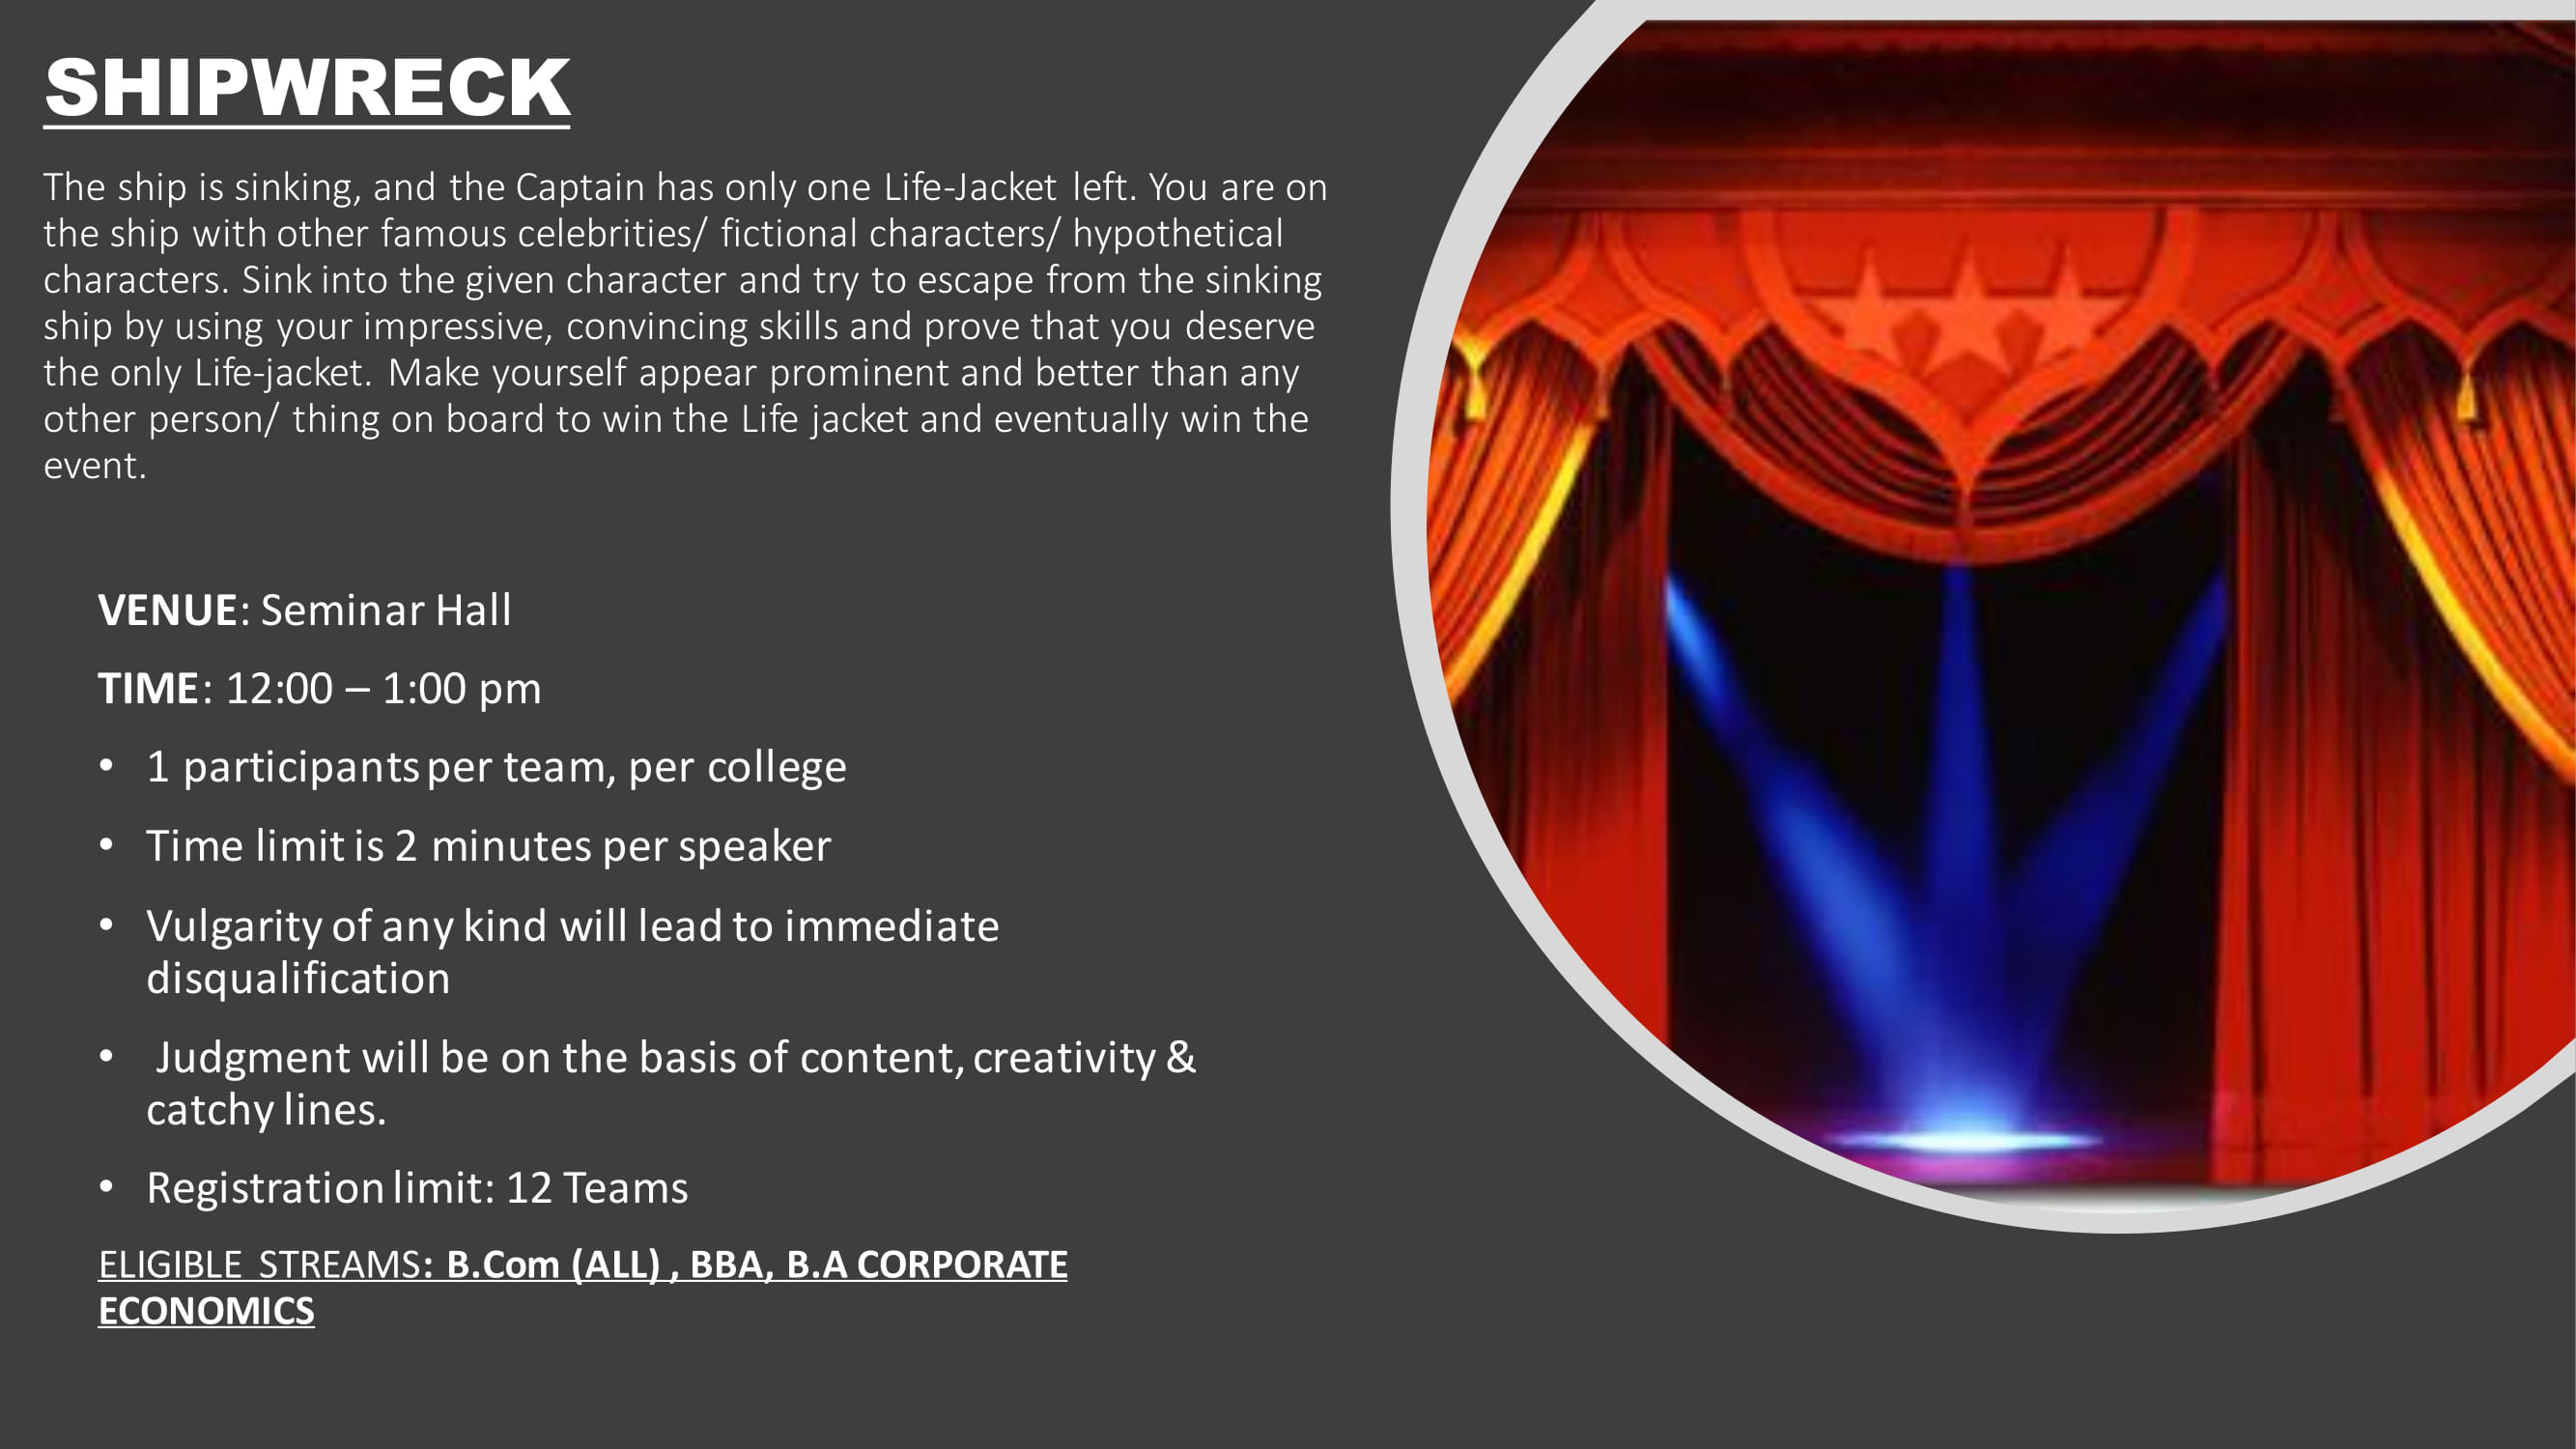 SHIPWRECK
The ship is sinking, and the Captain has only one Life-Jacket left. You are on
the ship with other famous celebrities/ fictional characters/ hypothetical
characters. Sink into the given character and try to escape from the sinking
ship by using your impressive, convincing skills and prove that you deserve
the only Life-jacket. Make yourself appear prominent and better than any
other person/ thing on board to win the Life jacket and eventually win the
event.
VENUE: Seminar Hall
TIME: 12:00 – 1:00 pm
• 1 participants per team, per college
• Time limit is 2 minutes per speaker
• Vulgarity of any kind will lead to immediate
disqualification
• Judgment will be on the basis of content, creativity &
catchy lines.
• Registration limit: 12 Teams
ELIGIBLE STREAMS: B.Com (ALL) , BBA, B.A CORPORATE
ECONOMICS